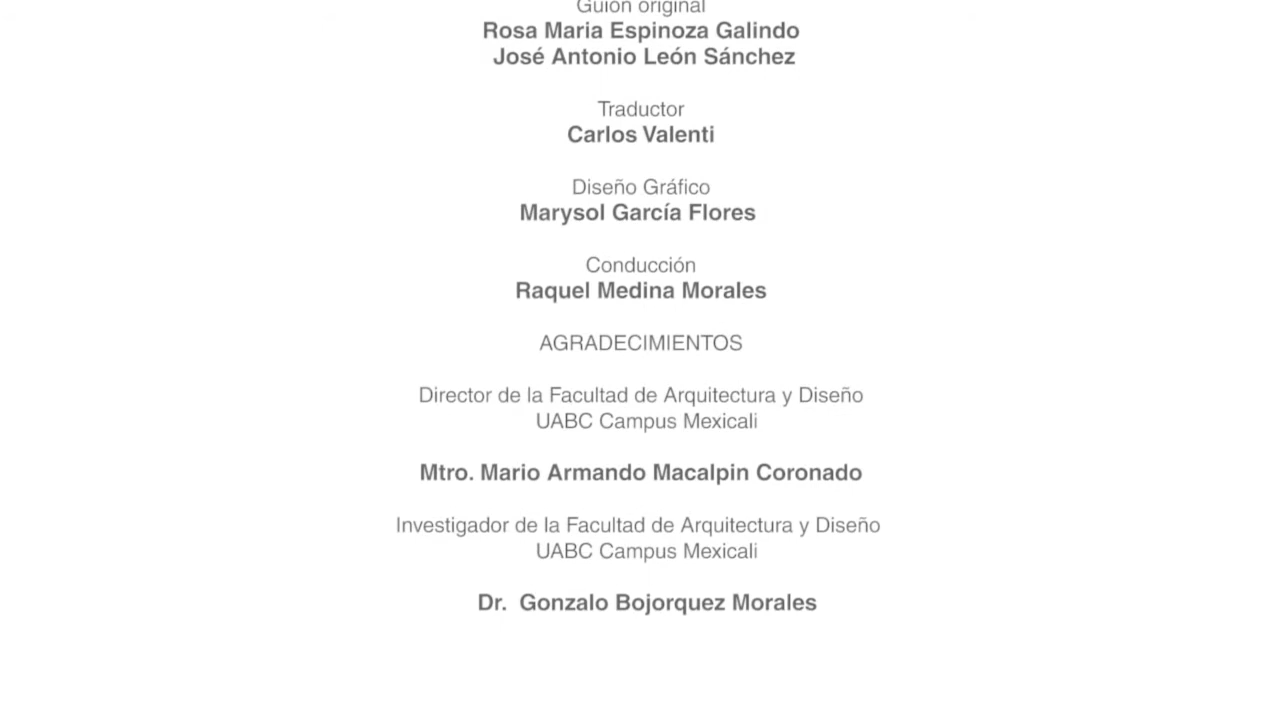 Guión original
Rosa Maria Espinoza Galindo
José Antonio León Sánchez
Traductor
Carlos Valenti
Diseño Gráfico
Marysol García Flores
Conducción
Raquel Medina Morales
AGRADECIMIENTOS
Director de la Facultad de Arquitectura y Diseño
UABC Campus Mexicali
Mtro. Mario Armando Macalpin Coronado
Investigador de la Facultad de Arquitectura y Diseño
UABC Campus Mexicali
Dr. Gonzalo Bojorquez Morales